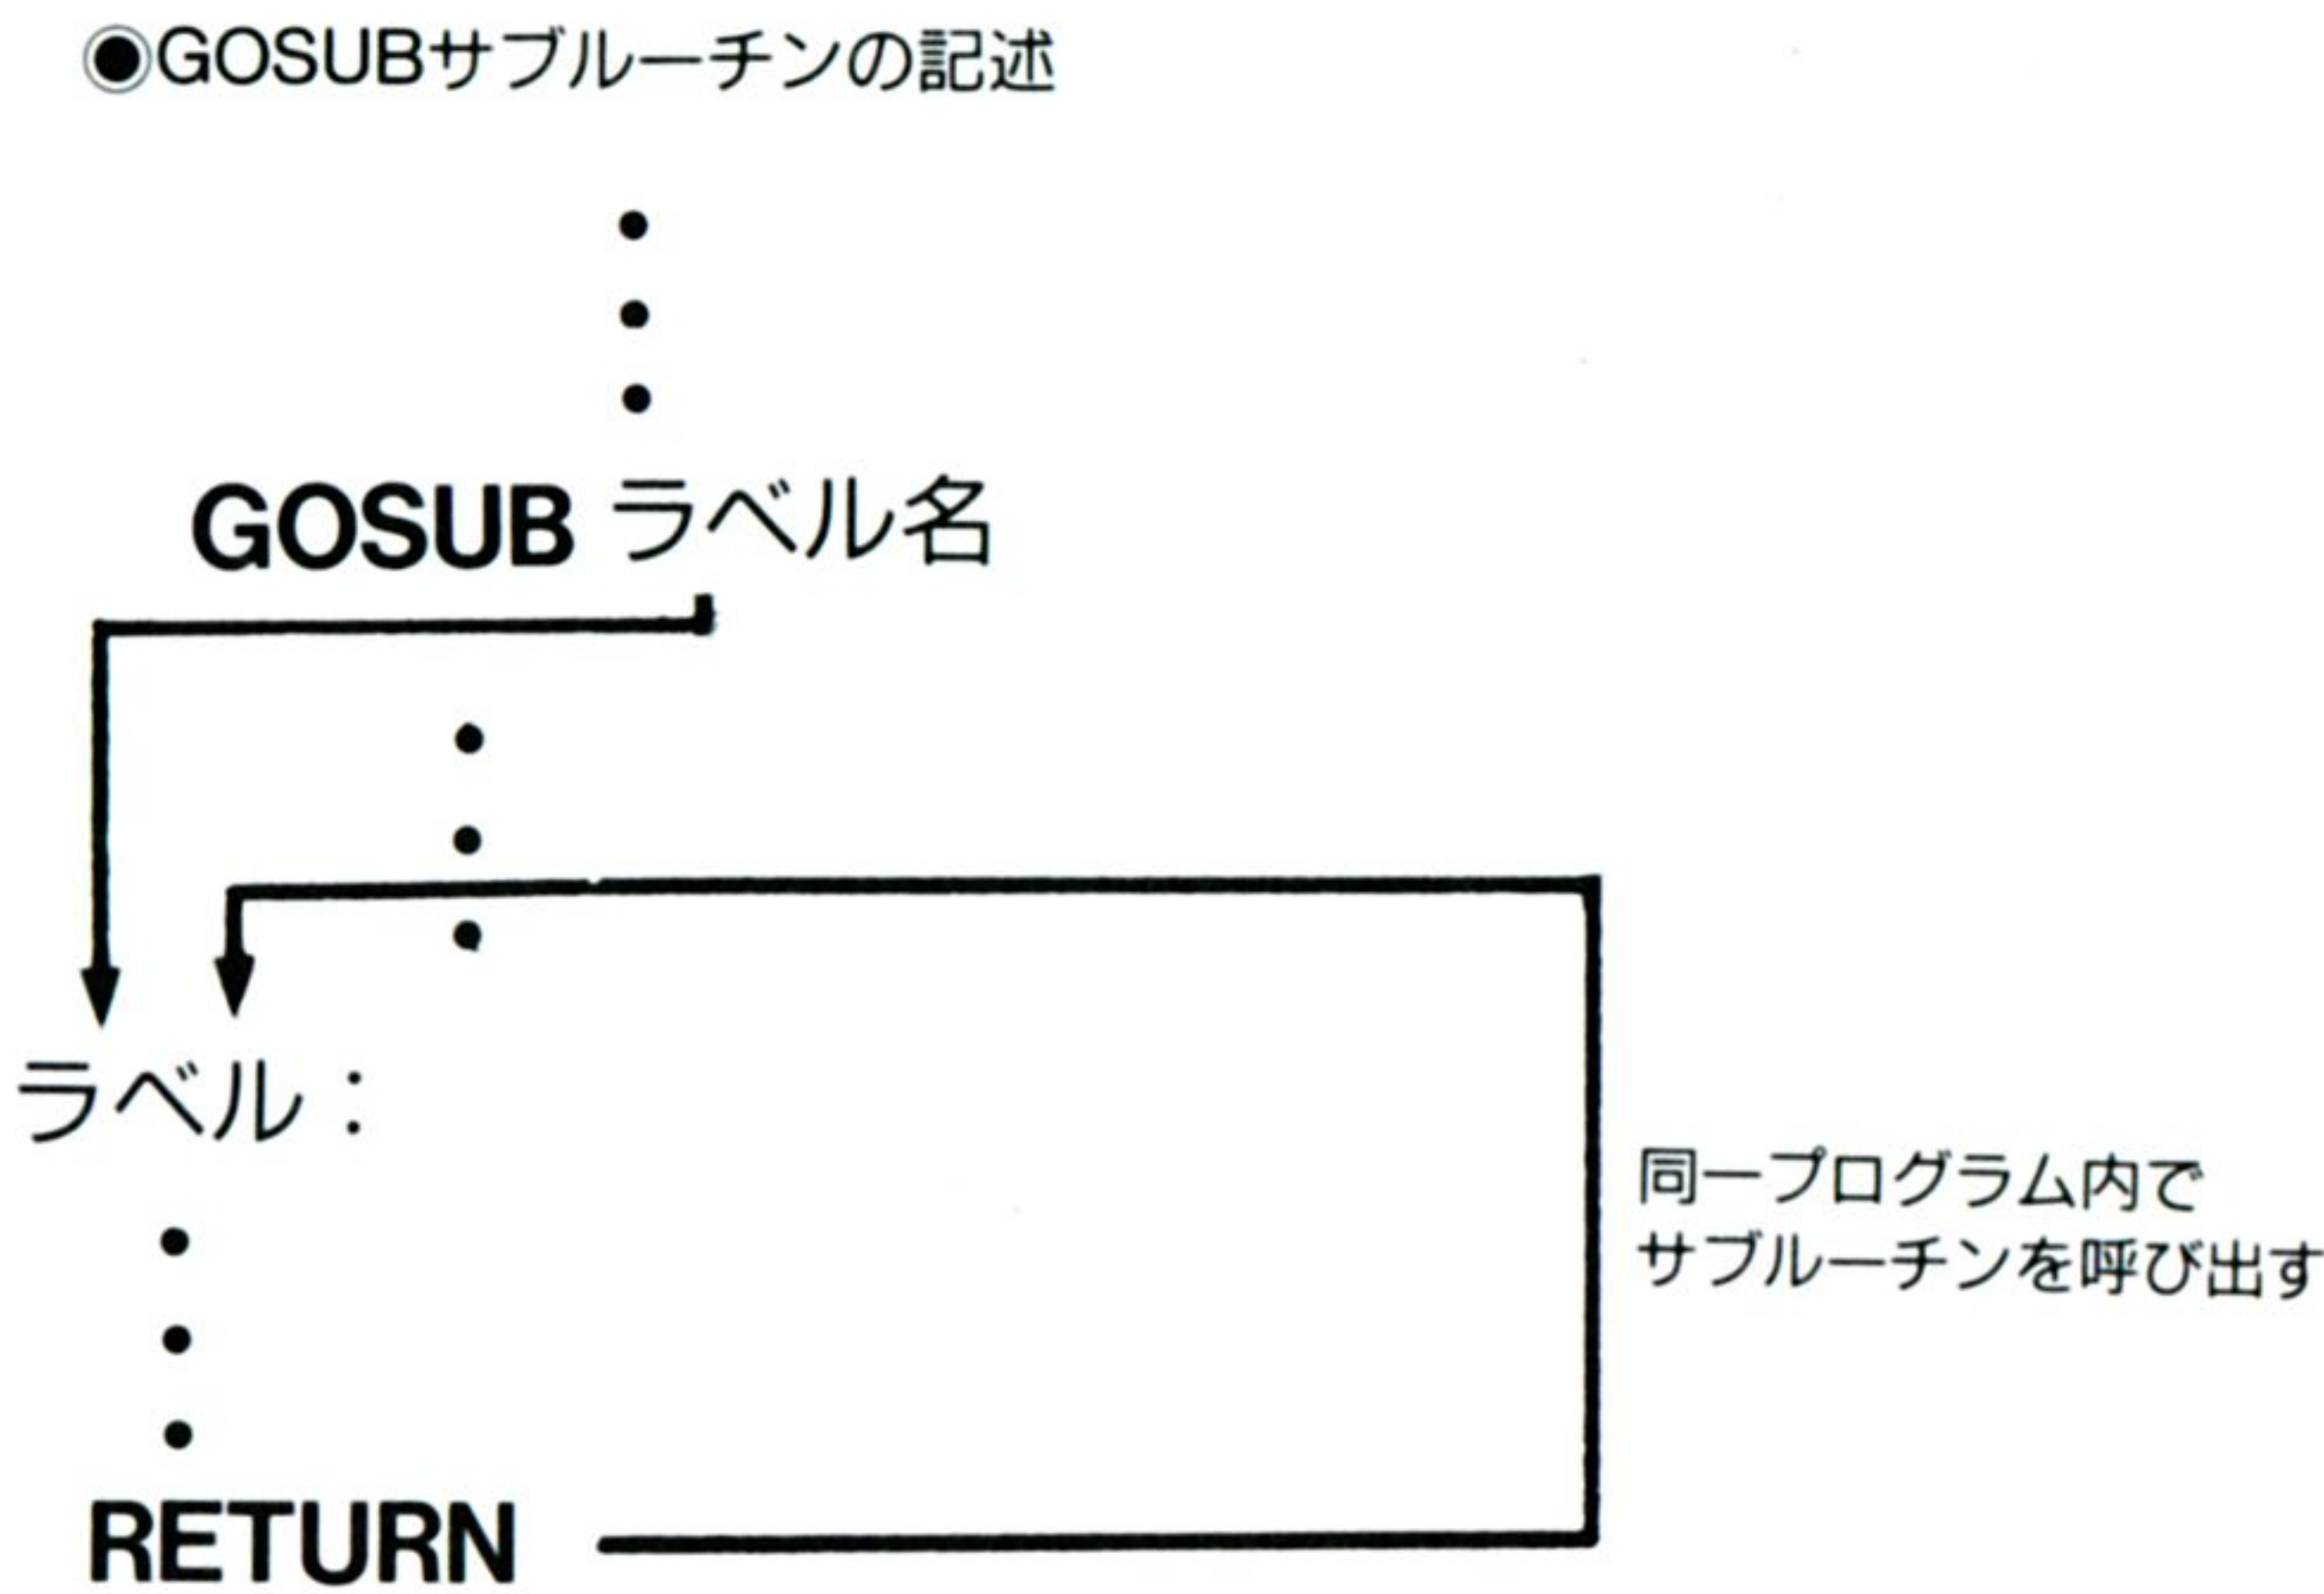 ◉GOSUBサブルーチンの記述
GOSUB ラベル名
ラベル：
同一プログラム内で
サブルーチンを呼び出す
RETURN